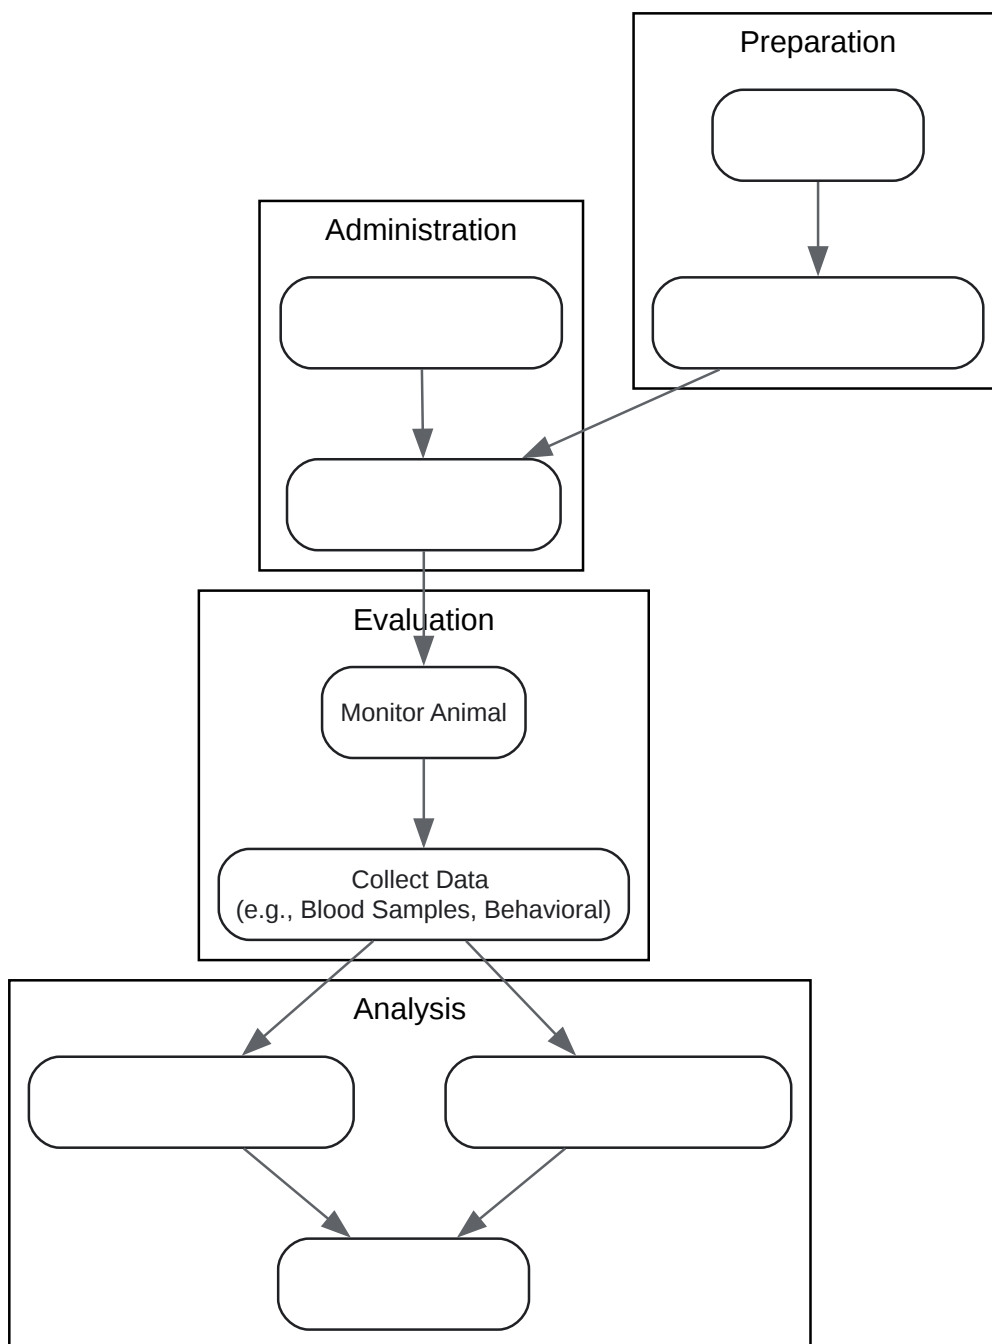 Preparation
Administration
Evaluation
Monitor Animal
Collect Data
(e.g., Blood Samples, Behavioral)
Analysis